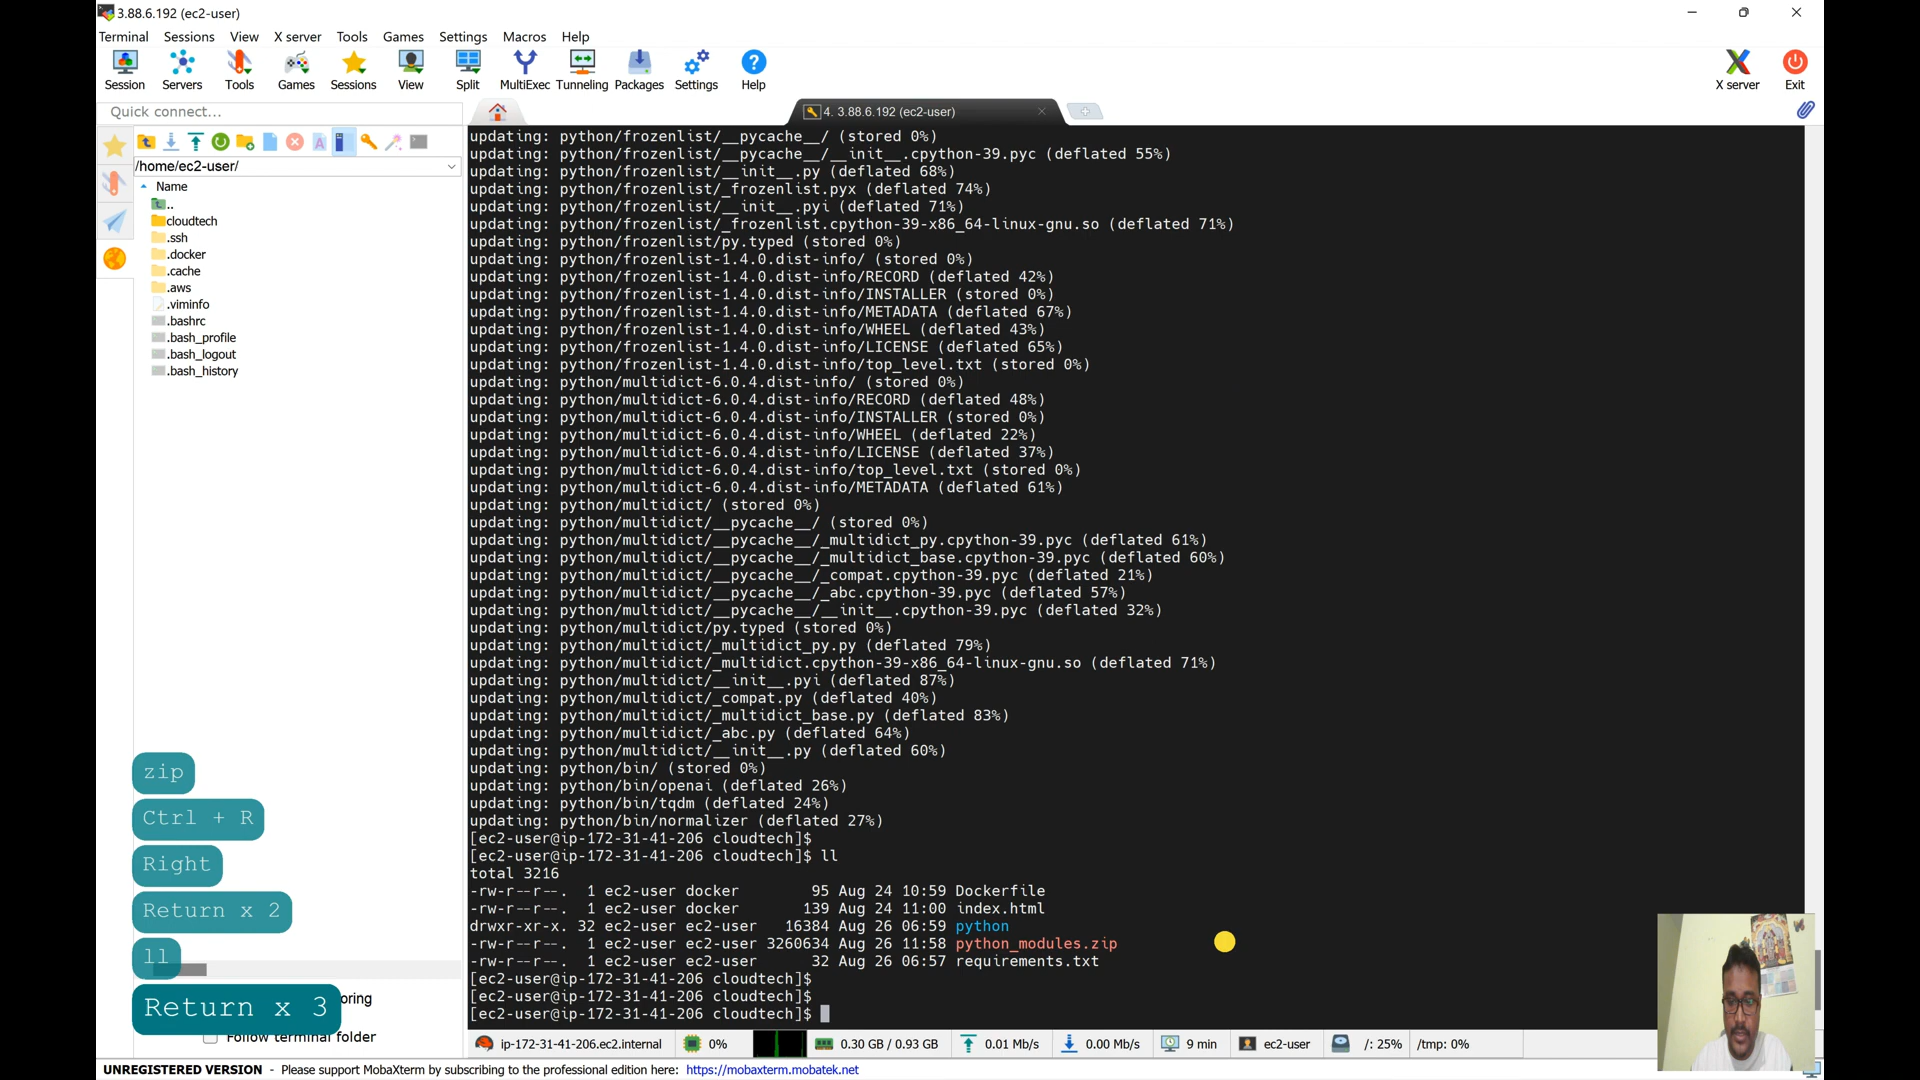 3.88.6.192 (ec2-user)
Terminal Sessions View X server Tools Games Settings Macros Help
Session Servers Tools Games Sessions View Split MultiExec Tunneling Packages Settings Help X server Exit
Quick connect...
4. 3.88.6.192 (ec2-user)
/home/ec2-user/
Name
..
cloudtech
.ssh
.docker
.cache
.aws
.viminfo
.bashrc
.bash_profile
.bash_logout
.bash_history
zip
Ctrl + R
Right
Return x 2
ll
Return x 3
oring
Follow terminal folder
updating: python/frozenlist/__pycache__/ (stored 0%)
updating: python/frozenlist/__pycache__/__init__.cpython-39.pyc (deflated 55%)
updating: python/frozenlist/__init__.py (deflated 68%)
updating: python/frozenlist/_frozenlist.pyx (deflated 74%)
updating: python/frozenlist/__init__.pyi (deflated 71%)
updating: python/frozenlist/_frozenlist.cpython-39-x86_64-linux-gnu.so (deflated 71%)
updating: python/frozenlist/py.typed (stored 0%)
updating: python/frozenlist-1.4.0.dist-info/ (stored 0%)
updating: python/frozenlist-1.4.0.dist-info/RECORD (deflated 42%)
updating: python/frozenlist-1.4.0.dist-info/INSTALLER (stored 0%)
updating: python/frozenlist-1.4.0.dist-info/METADATA (deflated 67%)
updating: python/frozenlist-1.4.0.dist-info/WHEEL (deflated 43%)
updating: python/frozenlist-1.4.0.dist-info/LICENSE (deflated 65%)
updating: python/frozenlist-1.4.0.dist-info/top_level.txt (stored 0%)
updating: python/multidict-6.0.4.dist-info/ (stored 0%)
updating: python/multidict-6.0.4.dist-info/RECORD (deflated 48%)
updating: python/multidict-6.0.4.dist-info/INSTALLER (stored 0%)
updating: python/multidict-6.0.4.dist-info/WHEEL (deflated 22%)
updating: python/multidict-6.0.4.dist-info/LICENSE (deflated 37%)
updating: python/multidict-6.0.4.dist-info/top_level.txt (stored 0%)
updating: python/multidict-6.0.4.dist-info/METADATA (deflated 61%)
updating: python/multidict/ (stored 0%)
updating: python/multidict/__pycache__/ (stored 0%)
updating: python/multidict/__pycache__/_multidict_py.cpython-39.pyc (deflated 61%)
updating: python/multidict/__pycache__/_multidict_base.cpython-39.pyc (deflated 60%)
updating: python/multidict/__pycache__/_compat.cpython-39.pyc (deflated 21%)
updating: python/multidict/__pycache__/_abc.cpython-39.pyc (deflated 57%)
updating: python/multidict/__pycache__/__init__.cpython-39.pyc (deflated 32%)
updating: python/multidict/py.typed (stored 0%)
updating: python/multidict/_multidict_py.py (deflated 79%)
updating: python/multidict/_multidict.cpython-39-x86_64-linux-gnu.so (deflated 71%)
updating: python/multidict/__init__.pyi (deflated 87%)
updating: python/multidict/_compat.py (deflated 40%)
updating: python/multidict/_multidict_base.py (deflated 83%)
updating: python/multidict/_abc.py (deflated 64%)
updating: python/multidict/__init__.py (deflated 60%)
updating: python/bin/ (stored 0%)
updating: python/bin/openai (deflated 26%)
updating: python/bin/tqdm (deflated 24%)
updating: python/bin/normalizer (deflated 27%)
[ec2-user@ip-172-31-41-206 cloudtech]$
[ec2-user@ip-172-31-41-206 cloudtech]$ ll
total 3216
-rw-r--r--. 1 ec2-user docker 95 Aug 24 10:59 Dockerfile
-rw-r--r--. 1 ec2-user docker 139 Aug 24 11:00 index.html
drwxr-xr-x. 32 ec2-user ec2-user 16384 Aug 26 06:59 python
-rw-r--r--. 1 ec2-user ec2-user 3260634 Aug 26 11:58 python_modules.zip
-rw-r--r--. 1 ec2-user ec2-user 32 Aug 26 06:57 requirements.txt
[ec2-user@ip-172-31-41-206 cloudtech]$
[ec2-user@ip-172-31-41-206 cloudtech]$
[ec2-user@ip-172-31-41-206 cloudtech]$
ip-172-31-41-206.ec2.internal 0% 0.30 GB / 0.93 GB 0.01 Mb/s 0.00 Mb/s 9 min ec2-user /: 25% /tmp: 0%
UNREGISTERED VERSION - Please support MobaXterm by subscribing to the professional edition here: https://mobaxterm.mobatek.net